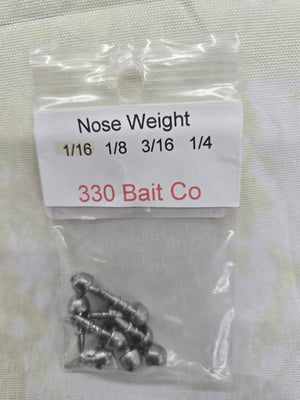 Nose Weight
1/16 1/8 3/16 1/4
330 Bait Co